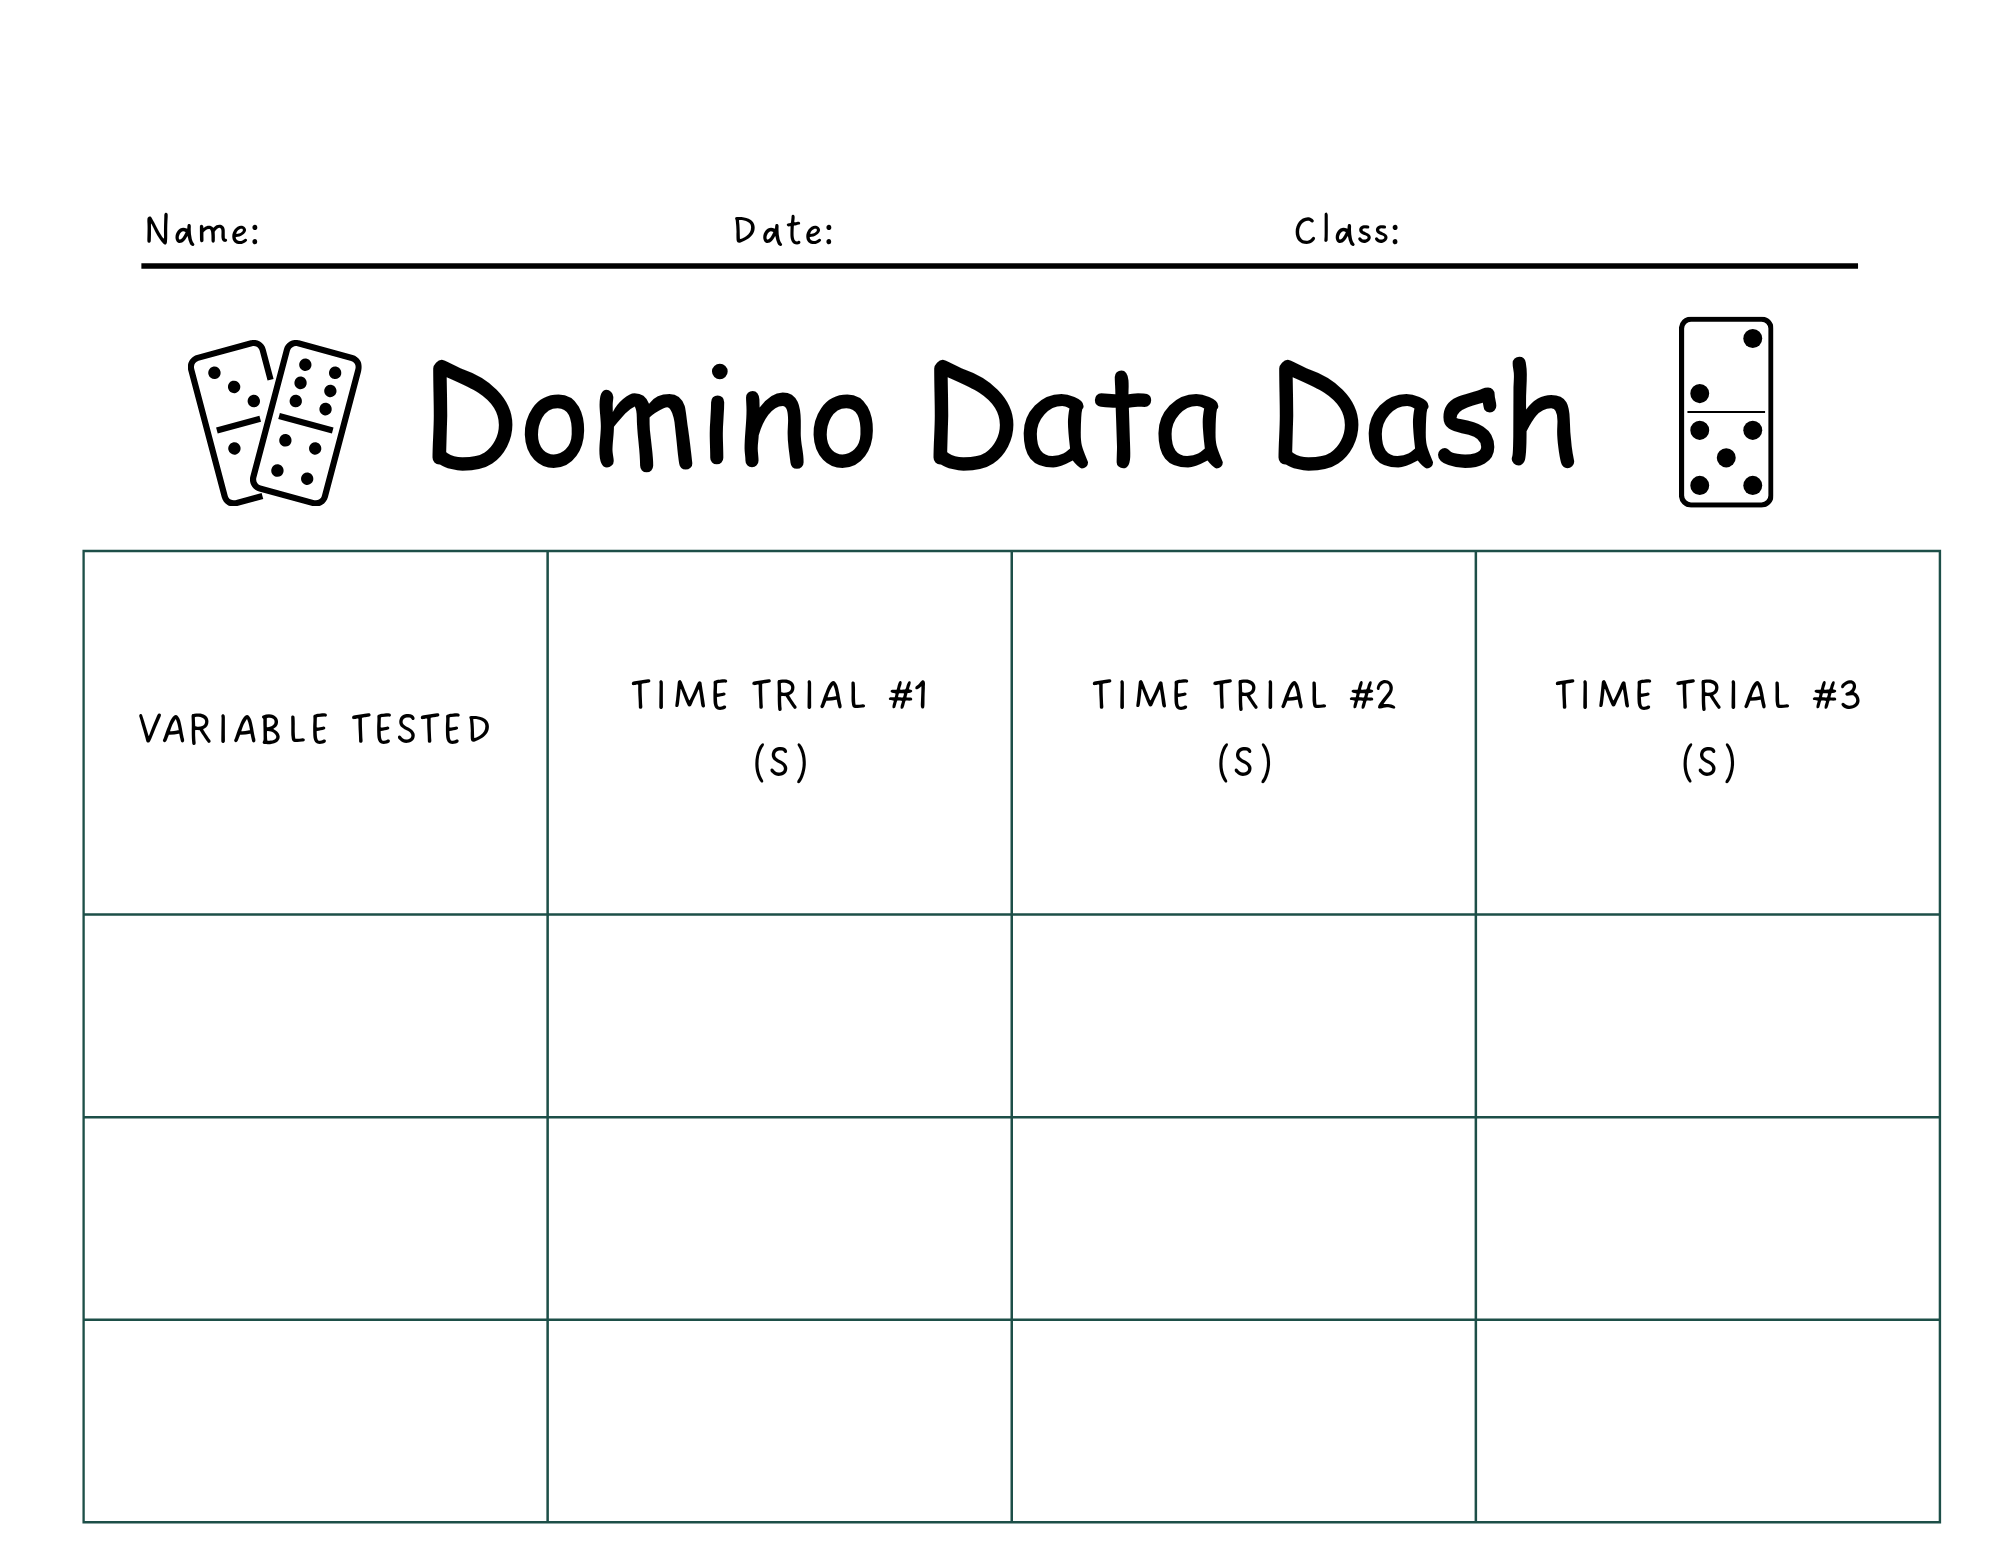 Name: Date: Class:
Domino Data Dash
VARIABLE TESTED
TIME TRIAL #1
(S)
TIME TRIAL #2
(S)
TIME TRIAL #3
(S)